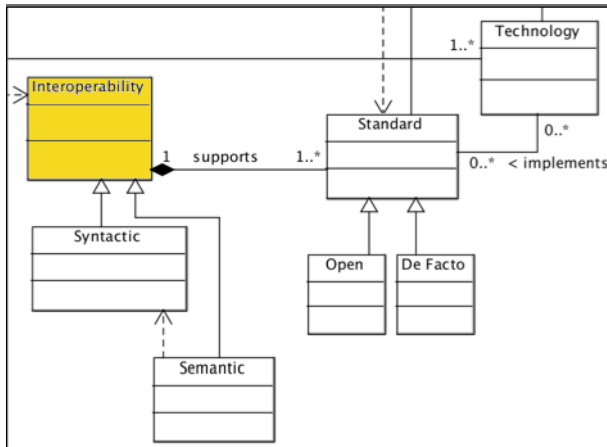 Technology
1..*
Interoperability
Standard
0..*
1 supports 1..*
0..* < implements
Syntactic
Open
De Facto
Semantic